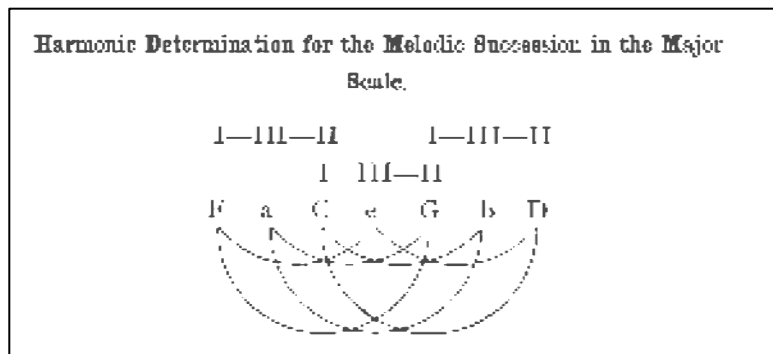 Harmonic Determination for the Melodic Succession in the Major
Scale.
I—III—II I—III—II
I III—II
F a C e G b D